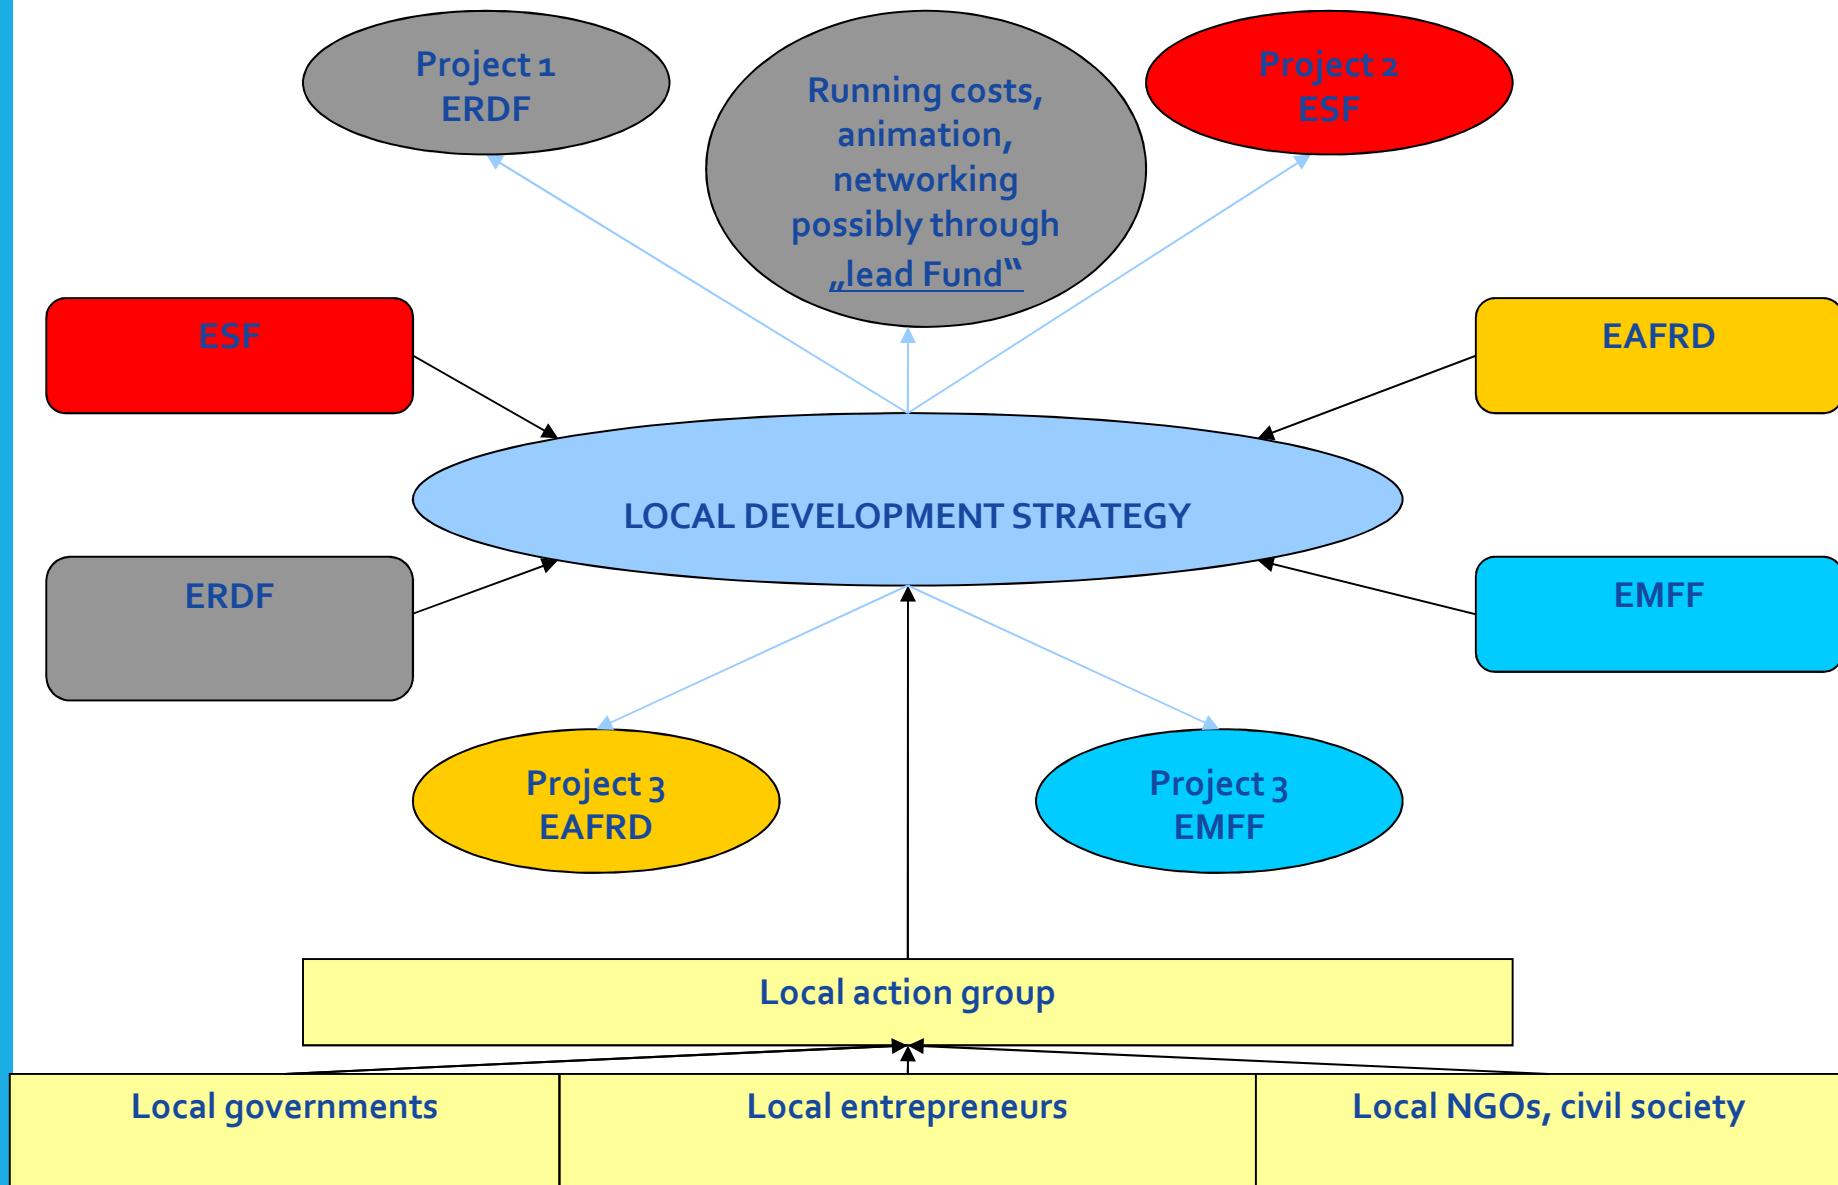 Project 1
ERDF
Running costs,
animation,
networking
possibly through
„lead Fund“
Project 2
ESF
ESF
EAFRD
LOCAL DEVELOPMENT STRATEGY
ERDF
EMFF
Project 3
EAFRD
Project 3
EMFF
Local action group
Local governments
Local entrepreneurs
Local NGOs, civil society